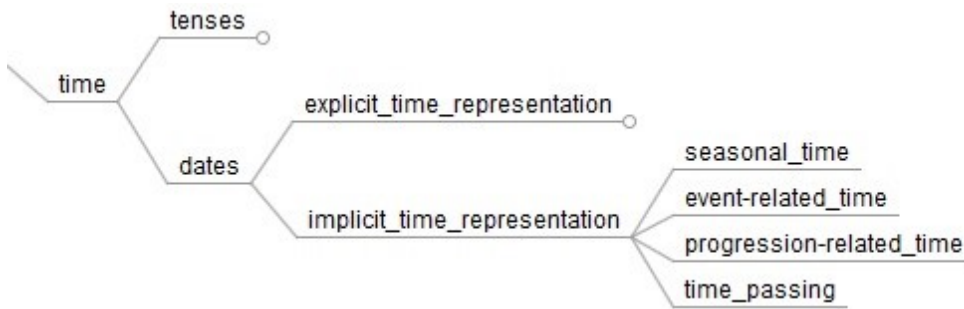 tenses
time
explicit_time_representation
dates
seasonal_time
implicit_time_representation
event-related_time
progression-related_time
time_passing